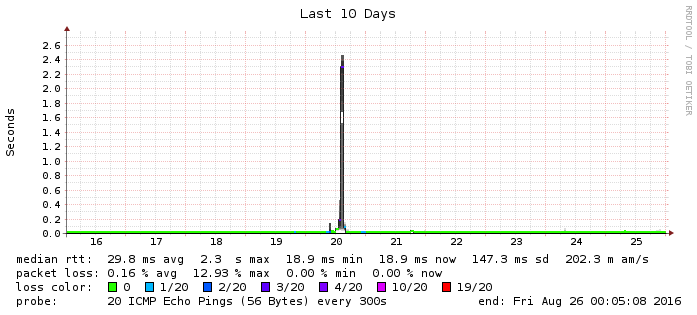 Last 10 Days
RRDTOOL / TOBI OETIKER
Seconds
2.6
2.4
2.2
2.0
1.8
1.6
1.4
1.2
1.0
0.8
0.6
0.4
0.2
0.0
16 17 18 19 20 21 22 23 24 25
median rtt: 29.8 ms avg 2.3 s max 18.9 ms min 18.9 ms now 147.3 ms sd 202.3 m am/s
packet loss: 0.16 % avg 12.93 % max 0.00 % min 0.00 % now
loss color: 0 1/20 2/20 3/20 4/20 10/20 19/20
probe: 20 ICMP Echo Pings (56 Bytes) every 300s end: Fri Aug 26 00:05:08 2016